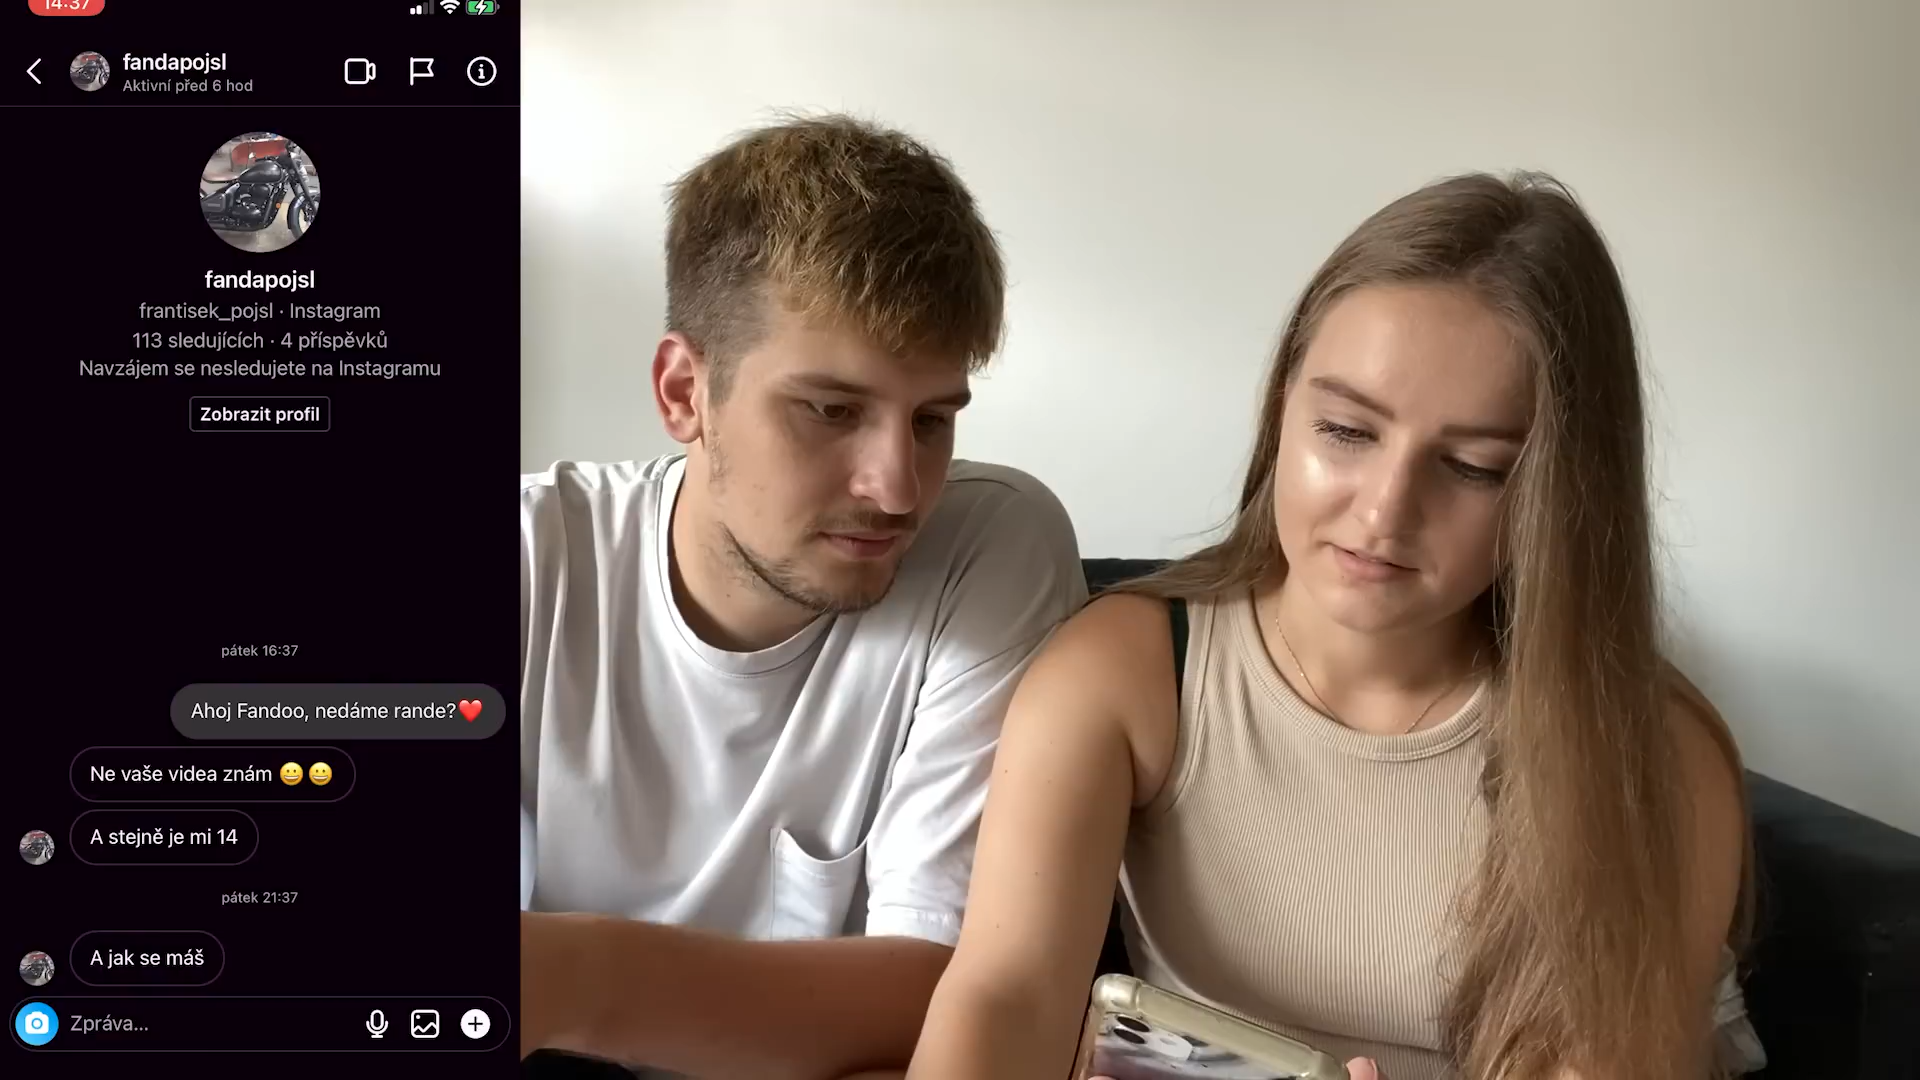 14:37
fandapojsl
Aktivní před 6 hod
fandapojsl
frantisek_pojsl · Instagram
113 sledujících · 4 příspěvků
Navzájem se nesledujete na Instagramu
Zobrazit profil
pátek 16:37
Ahoj Fandoo, nedáme rande?❤️
Ne vaše videa znám 😀 😀
A stejně je mi 14
pátek 21:37
A jak se máš
Zpráva...